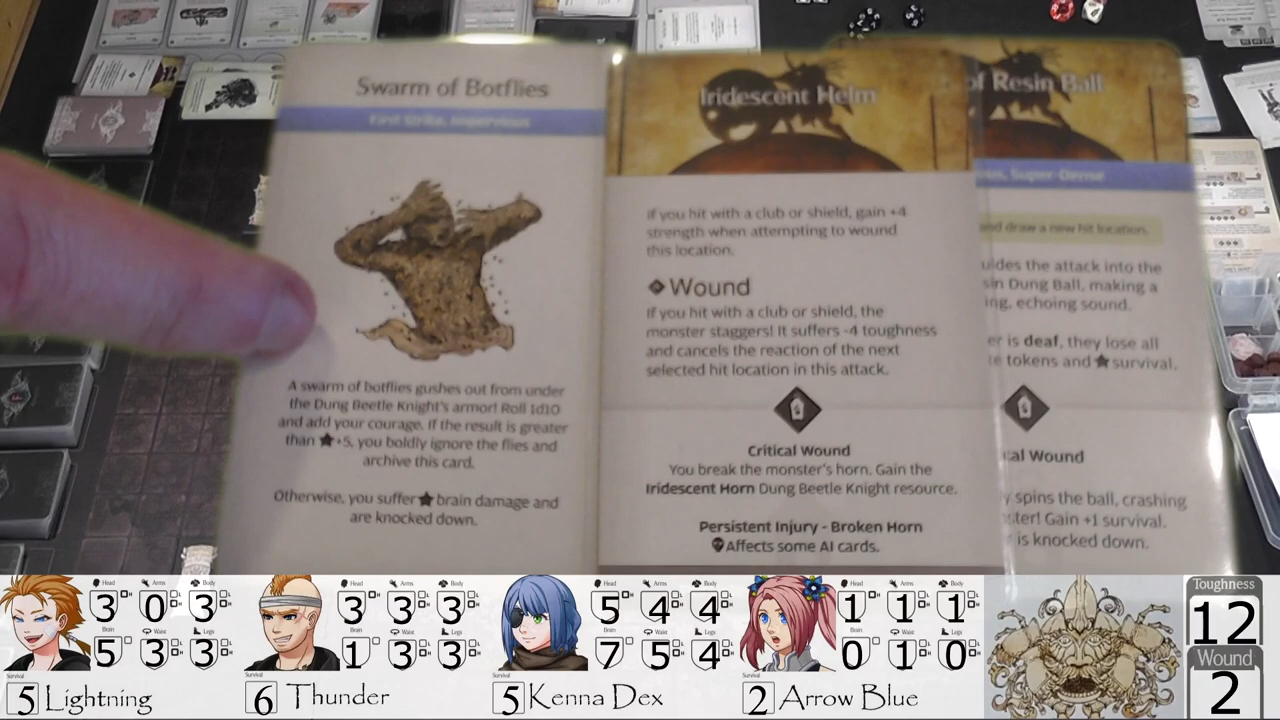 Swarm of Botflies
First Strike, Impervious
A swarm of botflies gushes out from under
the Dung Beetle Knight's armor! Roll 1d10
and add your courage. If the result is greater
than +5, you boldly ignore the flies and
archive this card.
Otherwise, you suffer brain damage and
are knocked down.
Iridescent Helm
If you hit with a club or shield, gain +4
strength when attempting to wound
this location.
Wound
If you hit with a club or shield, the
monster staggers! It suffers -4 toughness
and cancels the reaction of the next
selected hit location in this attack.
Critical Wound
You break the monster's horn. Gain the
Iridescent Horn Dung Beetle Knight resource.
Persistent Injury - Broken Horn
Affects some AI cards.
of Resin Ball
Super-Dense
and draw a new hit location.
the attack into the
Dung Ball, making a
echoing sound.
is deaf, they lose all
tokens and survival.
Wound
spins the ball, crashing
Gain +1 survival.
is knocked down.
Head Arms Body
3 0 3
Brain Waist Legs
5 3 3
Survival
5 Lightning
Head Arms Body
3 3 3
Brain Waist Legs
1 3 3
Survival
6 Thunder
Head Arms Body
5 4 4
Brain Waist Legs
7 5 4
Survival
5 Kenna Dex
Head Arms Body
1 1 1
Brain Waist Legs
0 1 0
Survival
2 Arrow Blue
Toughness
12
Wound
2